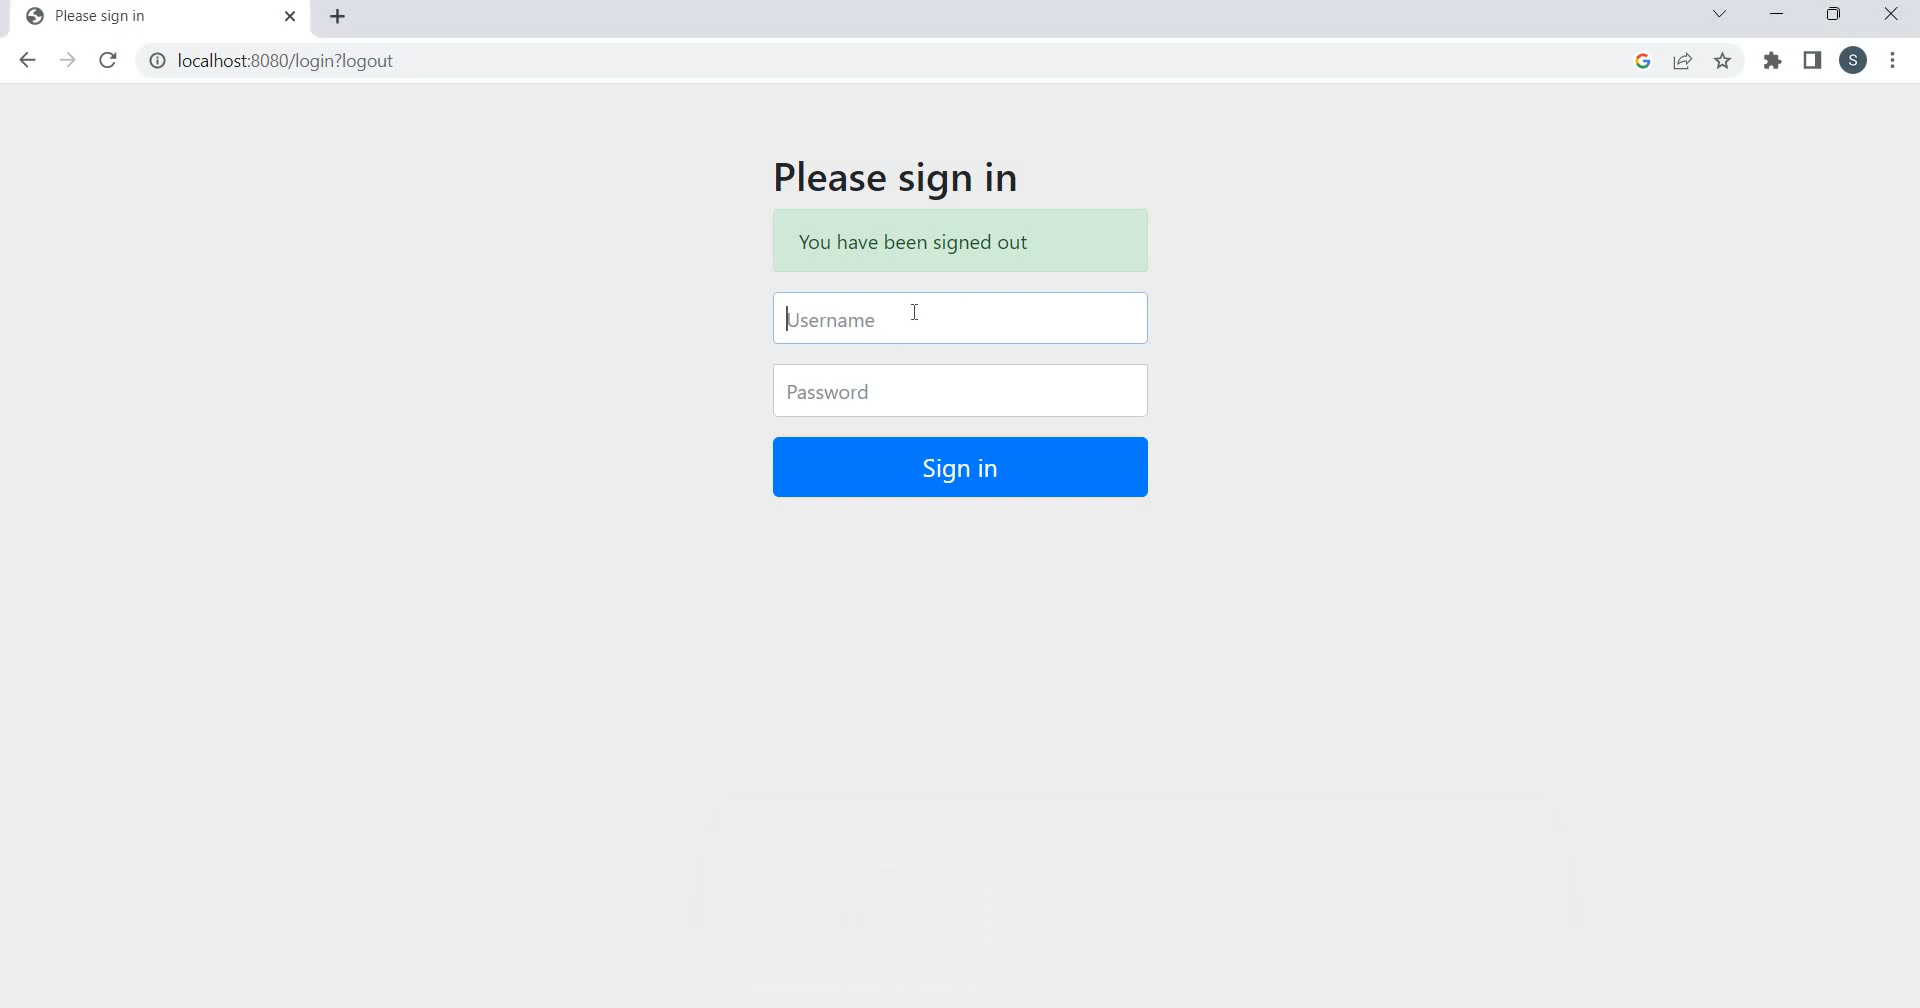 Please sign in
localhost:8080/login?logout
S
Please sign in
You have been signed out
Username
Password
Sign in